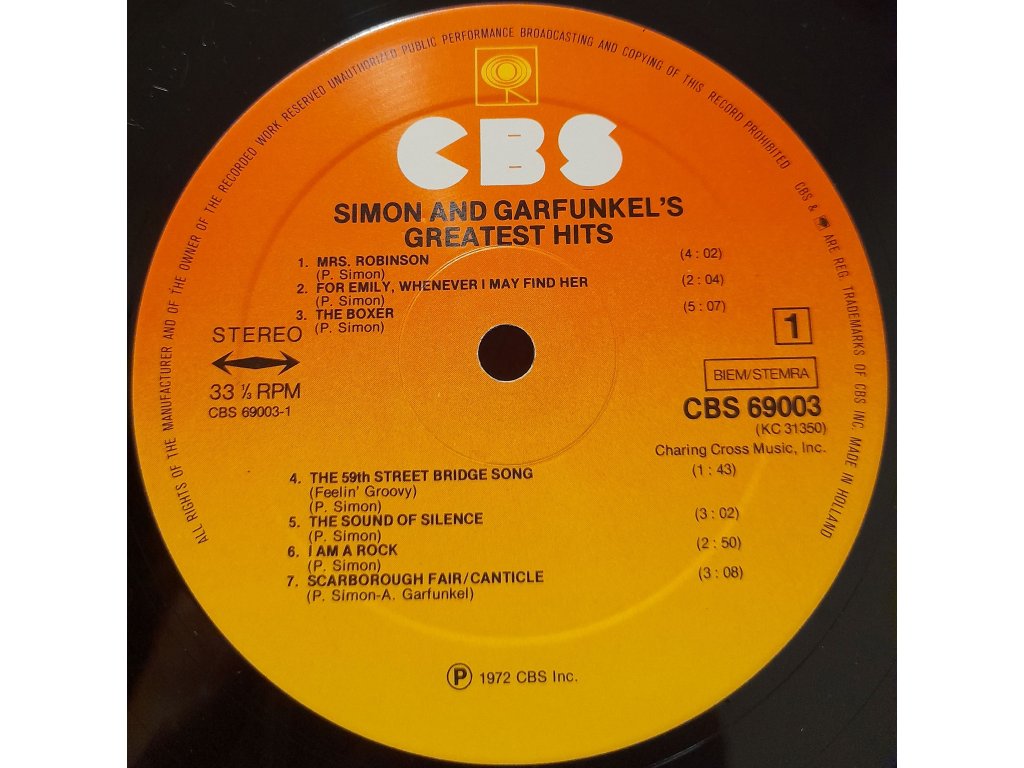 ALL RIGHTS OF THE MANUFACTURER AND OF THE OWNER OF THE RECORDED WORK RESERVED UNAUTHORIZED PUBLIC PERFORMANCE BROADCASTING AND COPYING OF THIS RECORD PROHIBITED CBS & ARE REG. TRADEMARKS OF CBS INC. MADE IN HOLLAND
CBS
SIMON AND GARFUNKEL'S
GREATEST HITS
1. MRS. ROBINSON (4 : 02)
(P. Simon)
2. FOR EMILY, WHENEVER I MAY FIND HER (2 : 04)
(P. Simon)
3. THE BOXER (5 : 07)
(P. Simon)
STEREO
1
33 ⅓ RPM
BIEM/STEMRA
CBS 69003-1
CBS 69003
(KC 31350)
Charing Cross Music, Inc.
4. THE 59th STREET BRIDGE SONG (1 : 43)
(Feelin' Groovy)
(P. Simon)
5. THE SOUND OF SILENCE (3 : 02)
(P. Simon)
6. I AM A ROCK (2 : 50)
(P. Simon)
7. SCARBOROUGH FAIR/CANTICLE (3 : 08)
(P. Simon-A. Garfunkel)
Ⓟ 1972 CBS Inc.